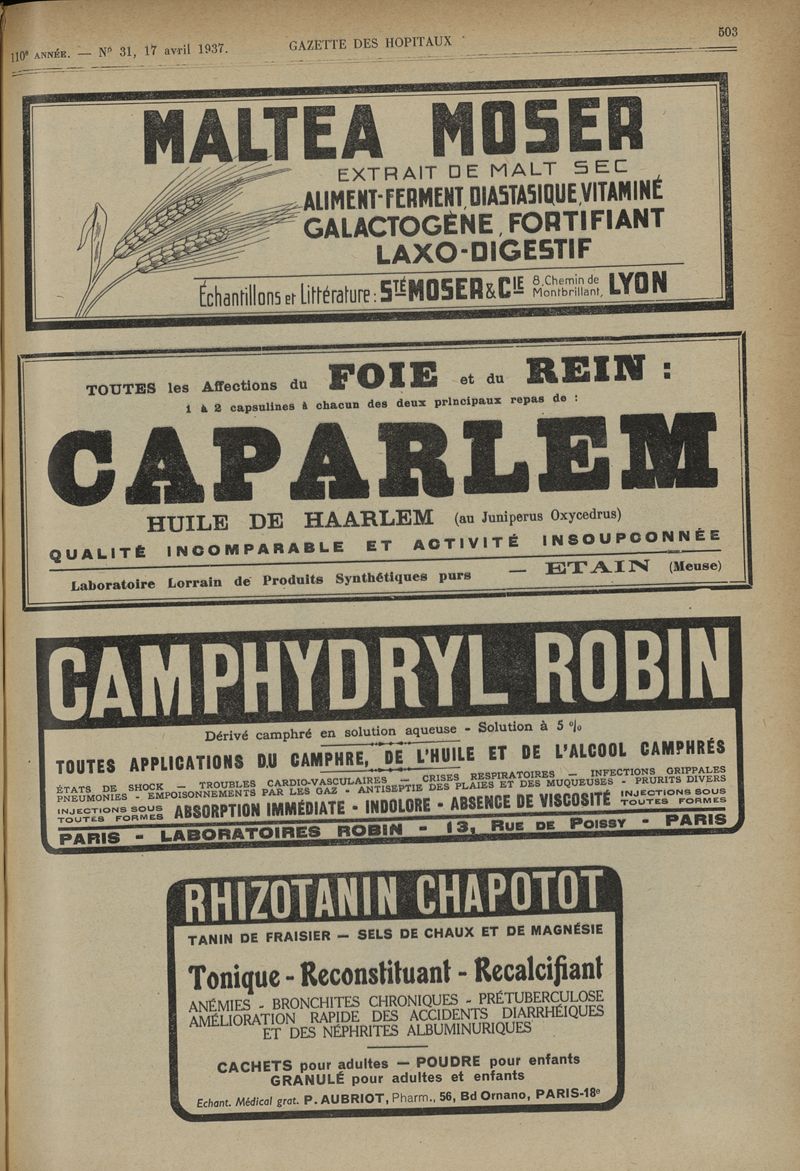 110e ANNÉE. — No 31, 17 avril 1937. GAZETTE DES HOPITAUX 503
MALTEA MOSER
EXTRAIT DE MALT SEC
ALIMENT-FERMENT, DIASTASIQUE, VITAMINÉ
GALACTOGÈNE, FORTIFIANT
LAXO-DIGESTIF
Échantillons et Littérature : STÉ MOSER & CIE 8, Chemin de Montbrillant, LYON
TOUTES les Affections du FOIE et du REIN :
1 à 2 capsulines à chacun des deux principaux repas de :
CAPARLEM
HUILE DE HAARLEM (au Juniperus Oxycedrus)
QUALITÉ INCOMPARABLE ET ACTIVITÉ INSOUPCONNÉE
Laboratoire Lorrain de Produits Synthétiques purs — ETAIN (Meuse)
CAMPHYDRYL ROBIN
Dérivé camphré en solution aqueuse - Solution à 5 %
TOUTES APPLICATIONS DU CAMPHRE, DE L'HUILE ET DE L'ALCOOL CAMPHRÉS
ÉTATS DE SHOCK — TROUBLES CARDIO-VASCULAIRES — CRISES RESPIRATOIRES — INFECTIONS GRIPPALES
PNEUMONIES - EMPOISONNEMENTS PAR LES GAZ - ANTISEPTIE DES PLAIES ET DES MUQUEUSES - PRURITS DIVERS
INJECTIONS SOUS TOUTES FORMES ABSORPTION IMMÉDIATE - INDOLORE - ABSENCE DE VISCOSITÉ INJECTIONS SOUS TOUTES FORMES
PARIS - LABORATOIRES ROBIN - 13, RUE DE POISSY - PARIS
RHIZOTANIN CHAPOTOT
TANIN DE FRAISIER — SELS DE CHAUX ET DE MAGNÉSIE
Tonique - Reconstituant - Recalcifiant
ANÉMIES - BRONCHITES CHRONIQUES - PRÉTUBERCULOSE
AMÉLIORATION RAPIDE DES ACCIDENTS DIARRHÉIQUES
ET DES NÉPHRITES ALBUMINURIQUES
CACHETS pour adultes — POUDRE pour enfants
GRANULÉ pour adultes et enfants
Echant. Médical grat. P. AUBRIOT, Pharm., 56, Bd Ornano, PARIS-18e